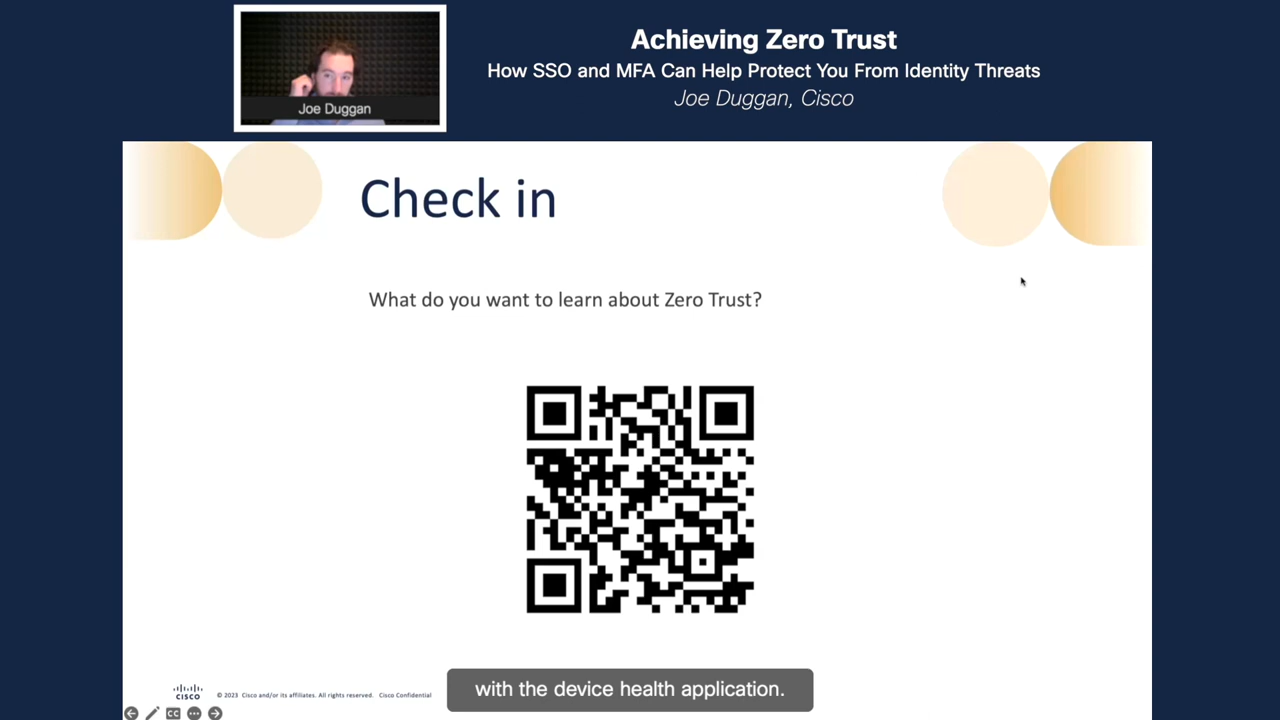 Achieving Zero Trust
How SSO and MFA Can Help Protect You From Identity Threats
Joe Duggan, Cisco
Joe Duggan
Check in
What do you want to learn about Zero Trust?
CISCO
© 2023 Cisco and/or its affiliates. All rights reserved. Cisco Confidential
with the device health application.
CC